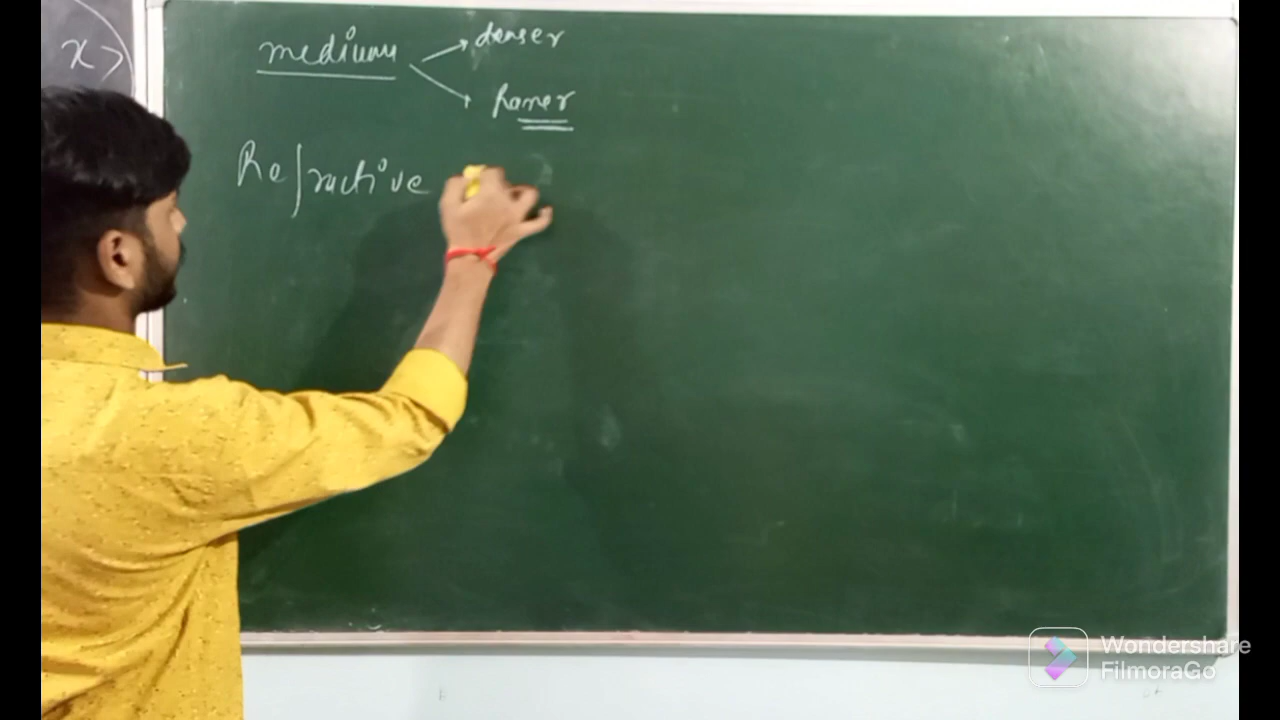 x
medium
denser
rarer
Refractive
Wondershare
FilmoraGo